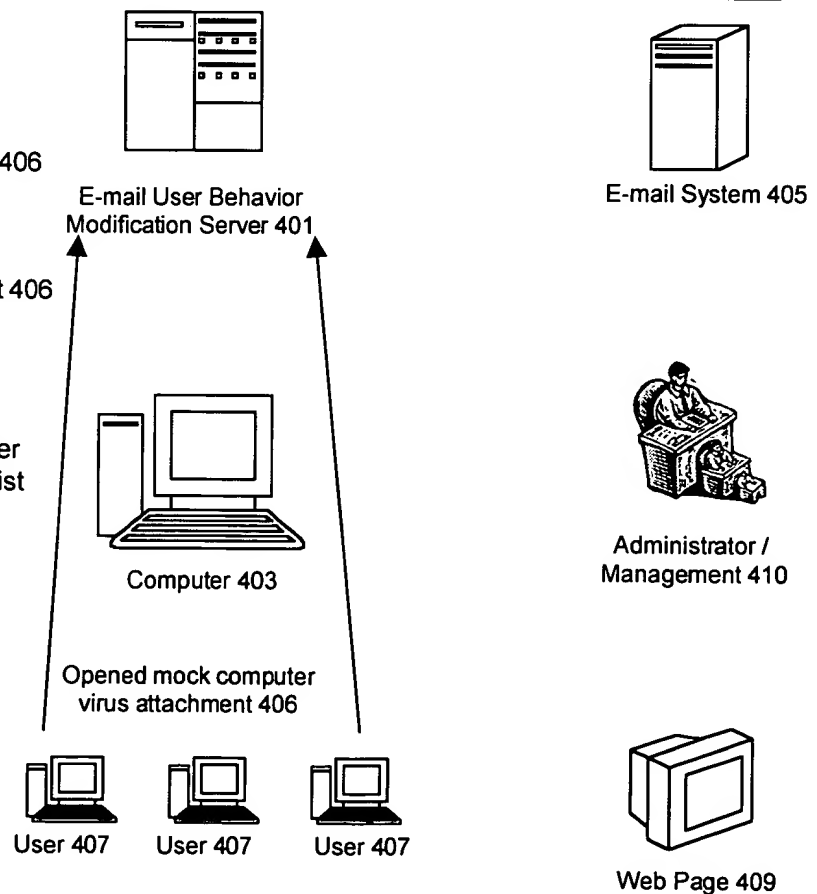 406
E-mail User Behavior
Modification Server 401
E-mail System 405
t 406
er
ist
Computer 403
Administrator /
Management 410
Opened mock computer
virus attachment 406
User 407
User 407
User 407
Web Page 409